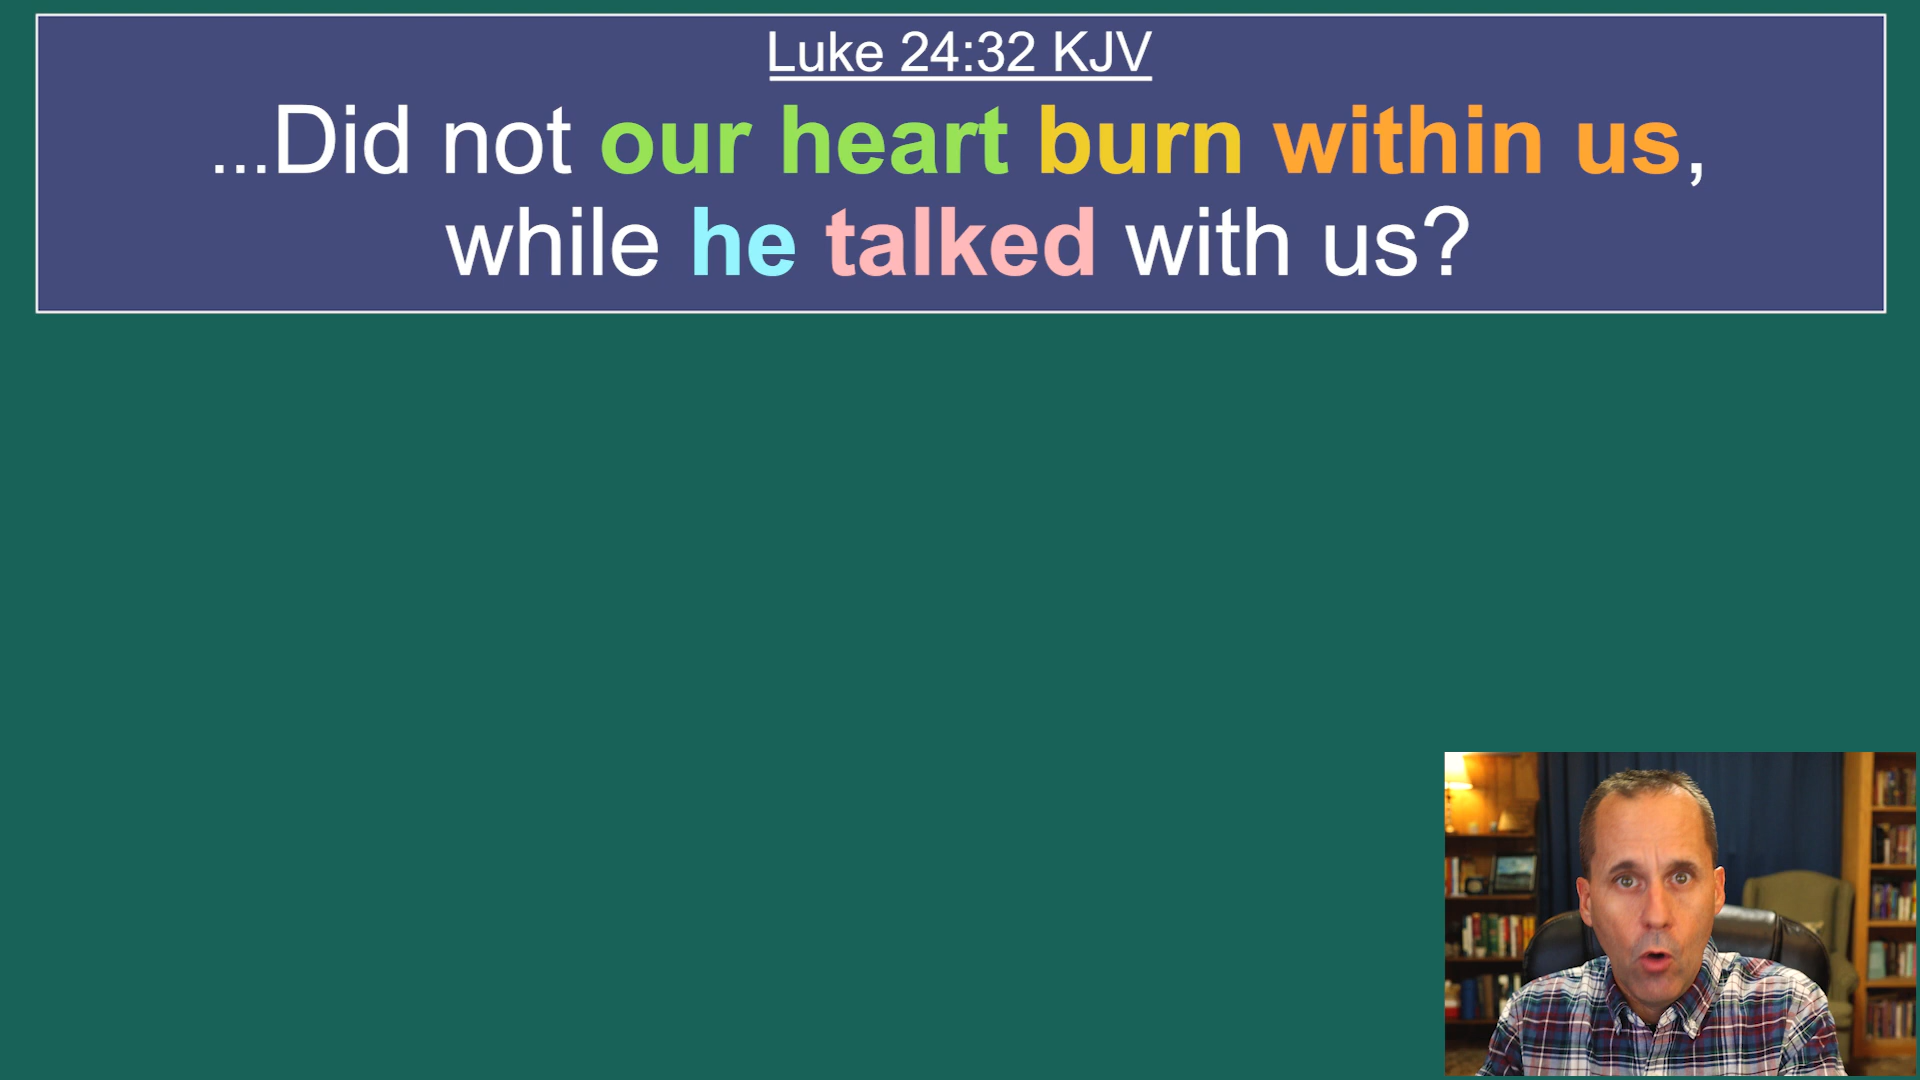 Luke 24:32 KJV
...Did not our heart burn within us,
while he talked with us?